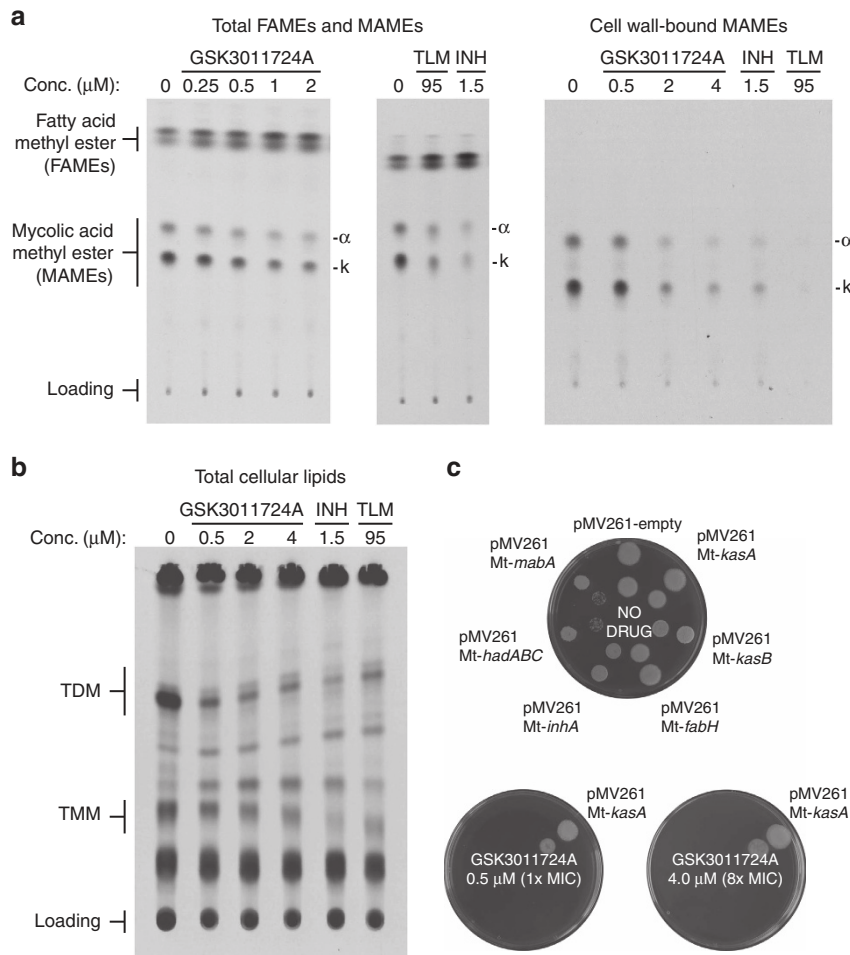 a
Total FAMEs and MAMEs
Cell wall-bound MAMEs
GSK3011724A
TLM INH
GSK3011724A
INH
TLM
Conc. (μM):
0 0.25 0.5 1 2
0 95 1.5
0 0.5 2 4 1.5 95
Fatty acid
methyl ester
(FAMEs)
Mycolic acid
methyl ester
(MAMEs)
-α
-k
-α
-k
-α
-k
Loading
b
Total cellular lipids
GSK3011724A
INH
TLM
Conc. (μM):
0 0.5 2 4 1.5 95
TDM
TMM
Loading
c
pMV261-empty
pMV261
Mt-mabA
pMV261
Mt-kasA
NO
DRUG
pMV261
Mt-hadABC
pMV261
Mt-kasB
pMV261
Mt-inhA
pMV261
Mt-fabH
pMV261
Mt-kasA
GSK3011724A
0.5 μM (1x MIC)
pMV261
Mt-kasA
GSK3011724A
4.0 μM (8x MIC)